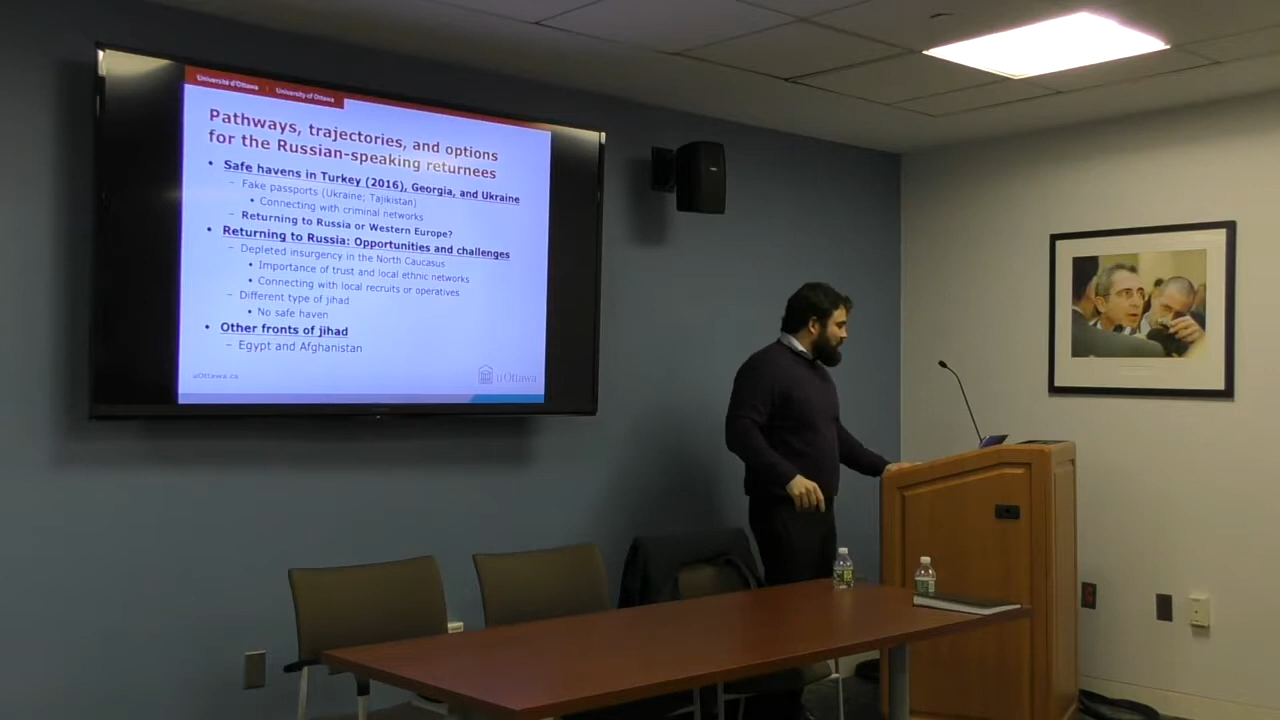 Université d'Ottawa | University of Ottawa
Pathways, trajectories, and options
for the Russian-speaking returnees
• Safe havens in Turkey (2016), Georgia, and Ukraine
– Fake passports (Ukraine; Tajikistan)
• Connecting with criminal networks
– Returning to Russia or Western Europe?
• Returning to Russia: Opportunities and challenges
– Depleted insurgency in the North Caucasus
• Importance of trust and local ethnic networks
• Connecting with local recruits or operatives
– Different type of jihad
• No safe haven
• Other fronts of jihad
– Egypt and Afghanistan
uOttawa.ca
uOttawa